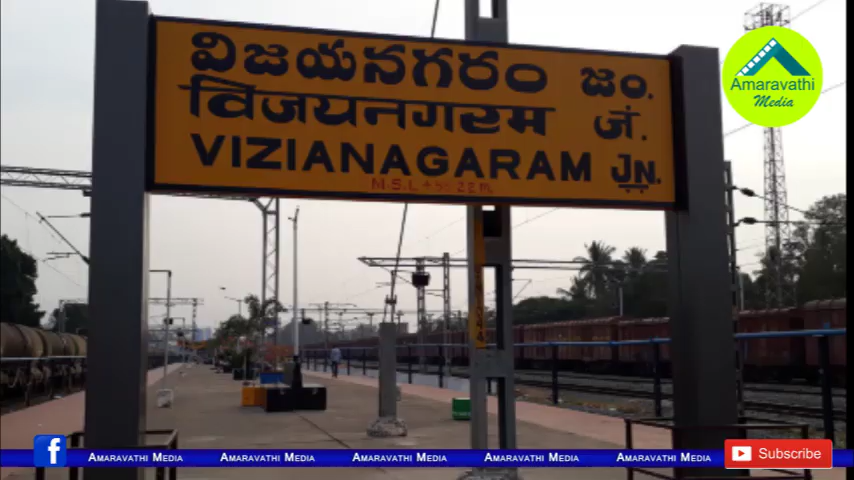 విజయనగరం జం.
विजयनगरम जं.
VIZIANAGARAM JN.
Amaravathi
Media
AMARAVATHI MEDIA AMARAVATHI MEDIA AMARAVATHI MEDIA AMARAVATHI MEDIA AMARAVATHI MEDIA
Subscribe